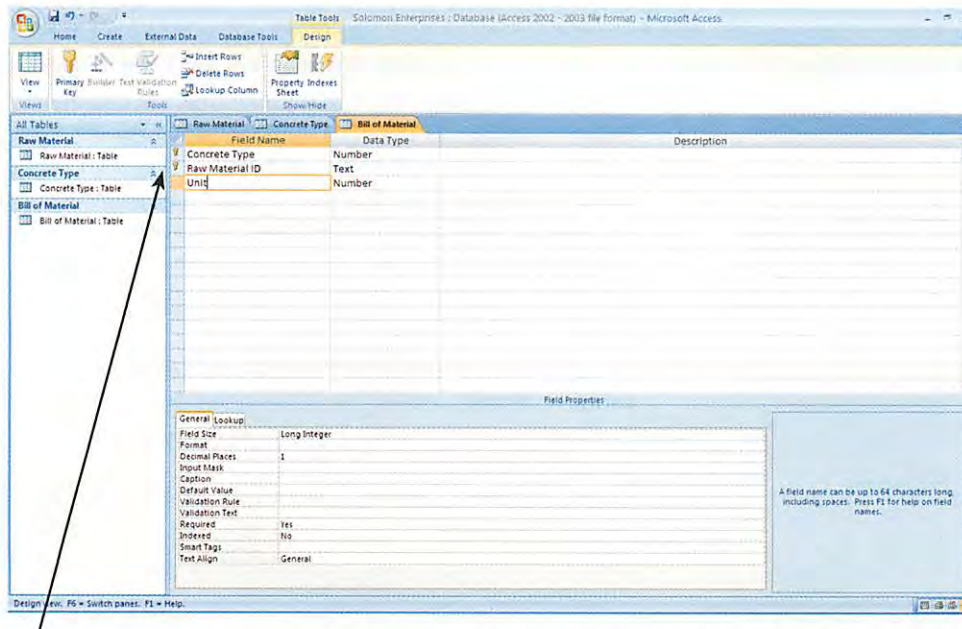 Table Tools Solomon Enterprises : Database (Access 2002 - 2003 file format) - Microsoft Access
Home Create External Data Database Tools Design
View
Views
Primary Key
Builder
Test Validation Rules
Insert Rows
Delete Rows
Lookup Column
Tools
Property Sheet
Indexes
Show/Hide
All Tables
Raw Material
Raw Material : Table
Concrete Type
Concrete Type : Table
Bill of Material
Bill of Material : Table
Raw Material Concrete Type Bill of Material
Field Name Data Type Description
Concrete Type Number
Raw Material ID Text
Unit Number
Field Properties
General Lookup
Field Size Long Integer
Format
Decimal Places 1
Input Mask
Caption
Default Value
Validation Rule
Validation Text
Required Yes
Indexed No
Smart Tags
Text Align General
A field name can be up to 64 characters long,
including spaces. Press F1 for help on field
names.
Design view. F6 = Switch panes. F1 = Help.